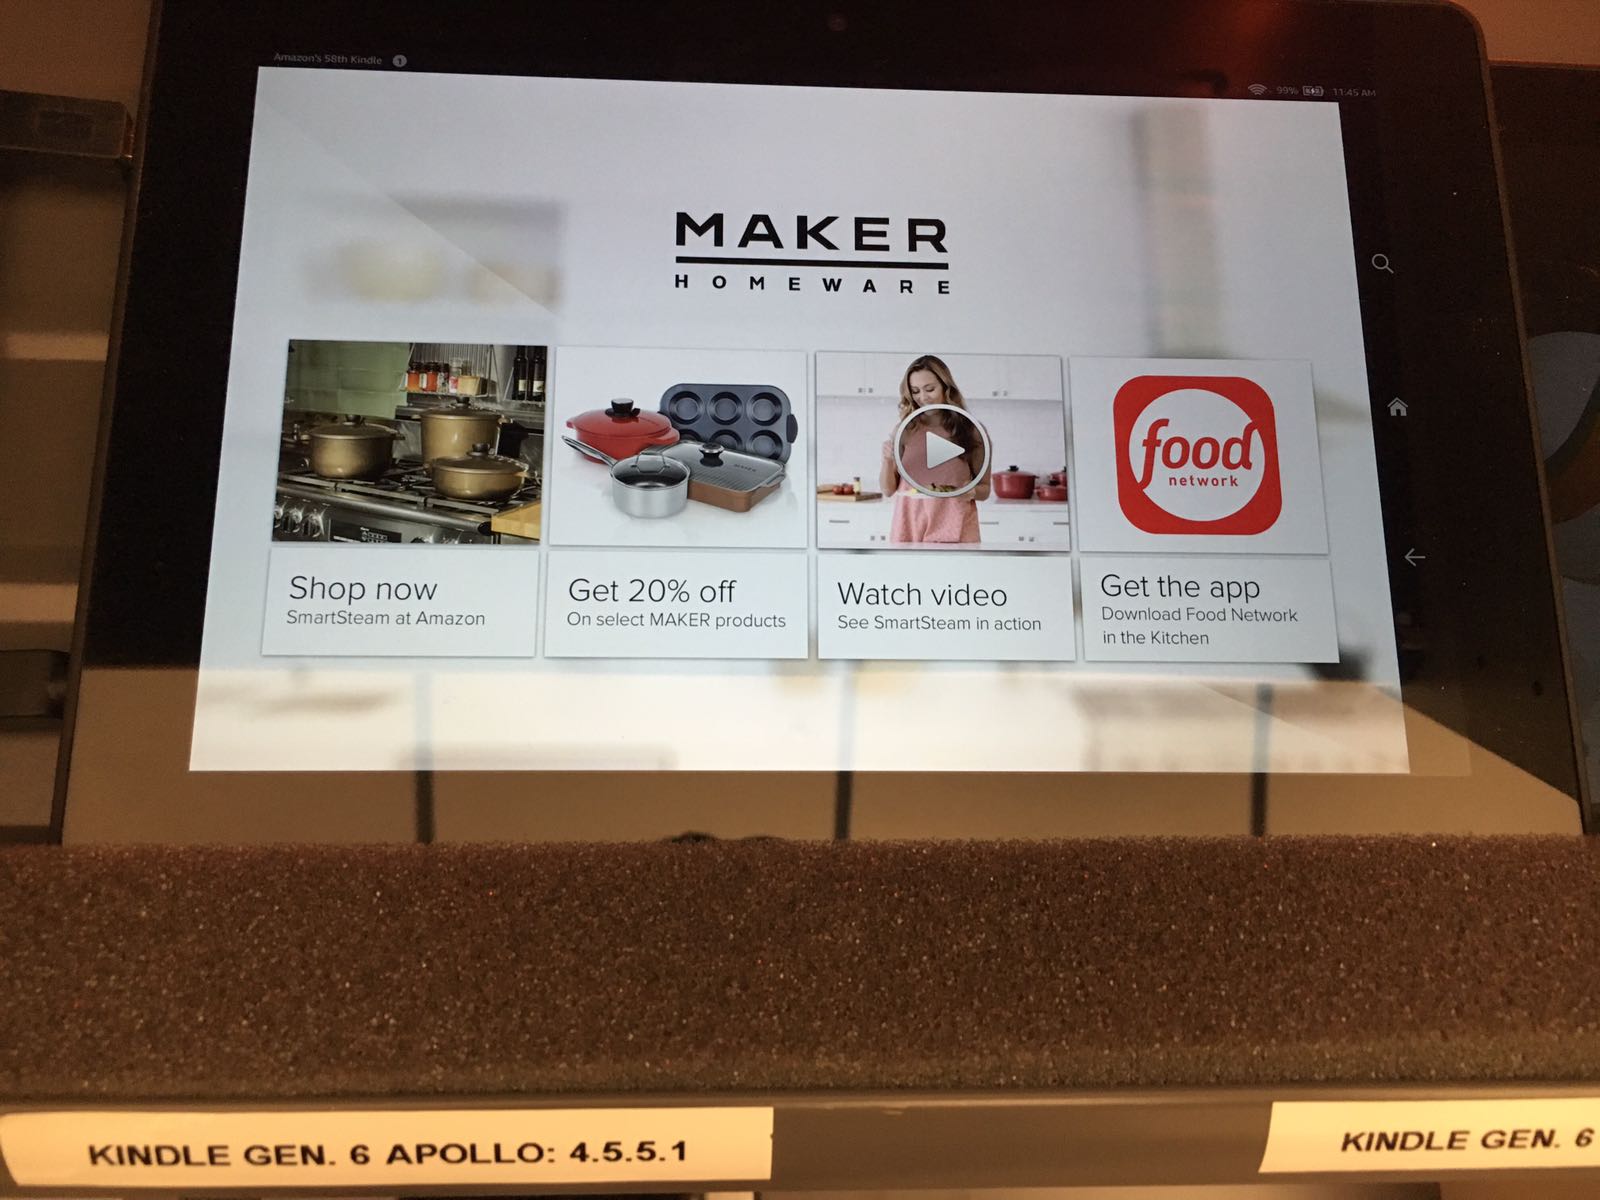 Amazon's 58th Kindle 1
99% 11:45 AM
MAKER
HOMEWARE
Shop now
SmartSteam at Amazon
Get 20% off
On select MAKER products
Watch video
See SmartSteam in action
food
network
Get the app
Download Food Network
in the Kitchen
KINDLE GEN. 6 APOLLO: 4.5.5.1
KINDLE GEN. 6